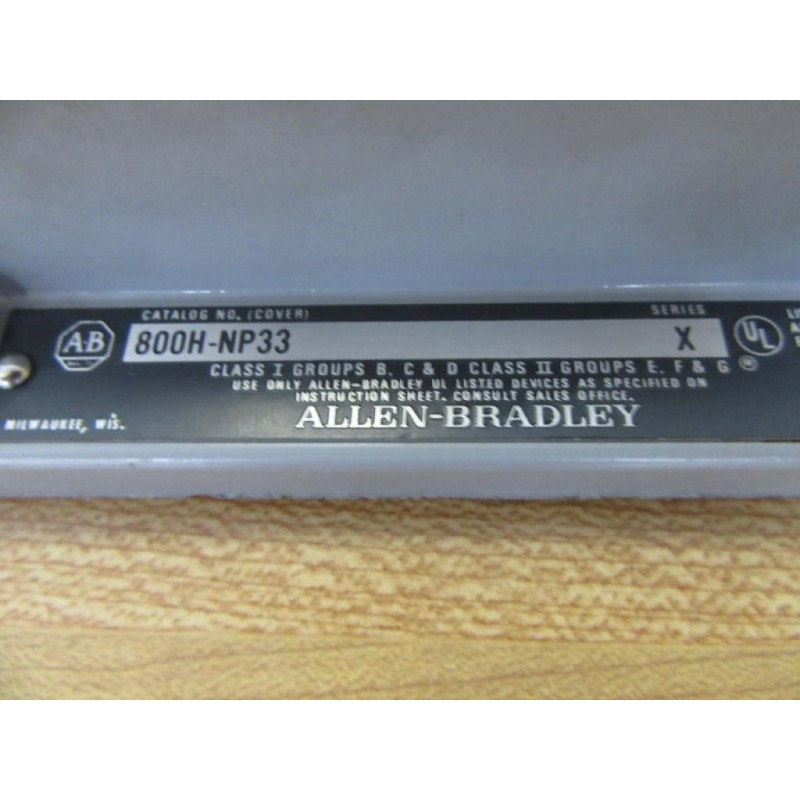 CATALOG NO. (COVER) SERIES
A-B 800H-NP33 X UL
CLASS I GROUPS B, C & D CLASS II GROUPS E, F & G ®
USE ONLY ALLEN-BRADLEY UL LISTED DEVICES AS SPECIFIED ON
INSTRUCTION SHEET. CONSULT SALES OFFICE.
MILWAUKEE, WIS. ALLEN-BRADLEY